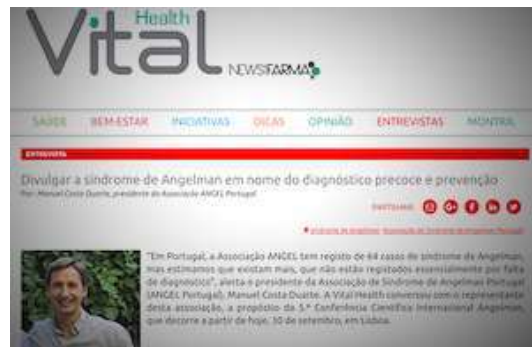 Vital Health
NEWSFARMA
SAÚDE BEM-ESTAR INICIATIVAS DICAS OPINIÃO ENTREVISTAS MONTRA
ENTREVISTA
Divulgar a síndrome de Angelman em nome do diagnóstico precoce e prevenção
Por: Manuel Costa Duarte, presidente da Associação ANGEL Portugal
PARTILHAR:
síndrome de angelman
"Em Portugal, a Associação ANGEL tem registo de 64 casos de síndrome de Angelman,
mas estimamos que existam mais, que não estão registados essencialmente por falta
de diagnóstico", alerta o presidente da Associação de Síndrome de Angelman Portugal
(ANGEL Portugal), Manuel Costa Duarte. A Vital Health conversou com o representante
desta associação, a propósito da 5.ª Conferência Científica Internacional Angelman,
que decorre a partir de hoje, 30 de setembro, em Lisboa.